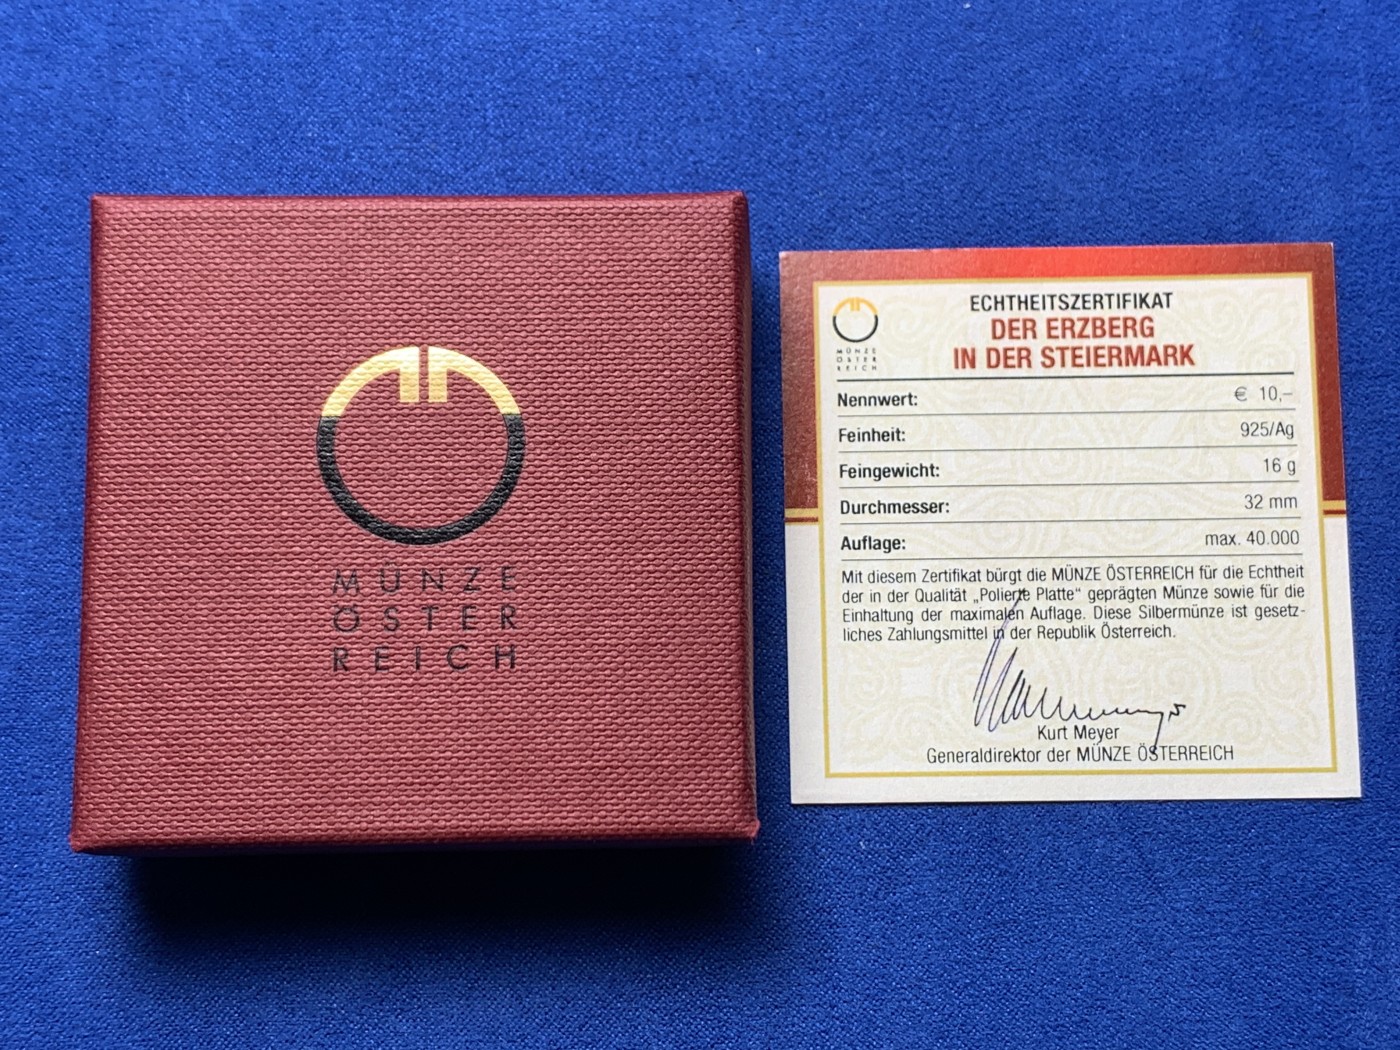 MÜNZE
ÖSTER
REICH
MÜNZE
ÖSTER
REICH
ECHTHEITSZERTIFIKAT
DER ERZBERG
IN DER STEIERMARK
Nennwert: € 10,–
Feinheit: 925/Ag
Feingewicht: 16 g
Durchmesser: 32 mm
Auflage: max. 40.000
Mit diesem Zertifikat bürgt die MÜNZE ÖSTERREICH für die Echtheit
der in der Qualität „Polierte Platte“ geprägten Münze sowie für die
Einhaltung der maximalen Auflage. Diese Silbermünze ist gesetz-
liches Zahlungsmittel in der Republik Österreich.
Kurt Meyer
Generaldirektor der MÜNZE ÖSTERREICH